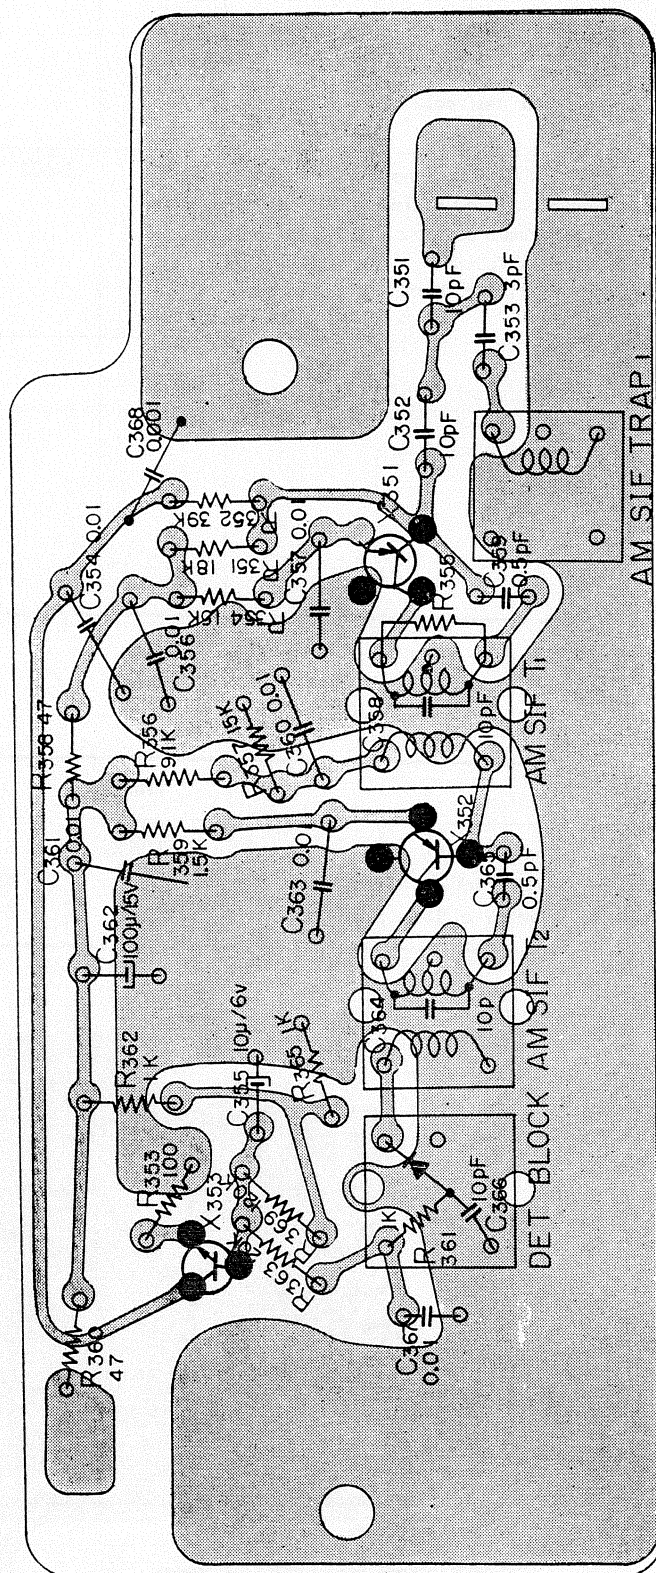 C351
10pF
3pF
C353
C352
10pF
AM SIF TRAP1
C368
0.001
C354 0.01
R352 39K
R351 18K
R354 15K
C357 0.01
X351
C359
0.5pF
R355
0.01
C356
R358 47
R356
9.1K
R357 15K
C360 0.01
C358
10pF
AM SIF T1
C361
0.01
R
359
1.5K
C362
100μ/15V
C363 0.01
X352
C365
0.5pF
C364
10p
AM SIF T2
R362
1K
C355 10μ/6v
R365 1K
R353
100
X353
R369
R363
DET BLOCK
10pF
C366
1K
R
361
C367
0.01
R360
47